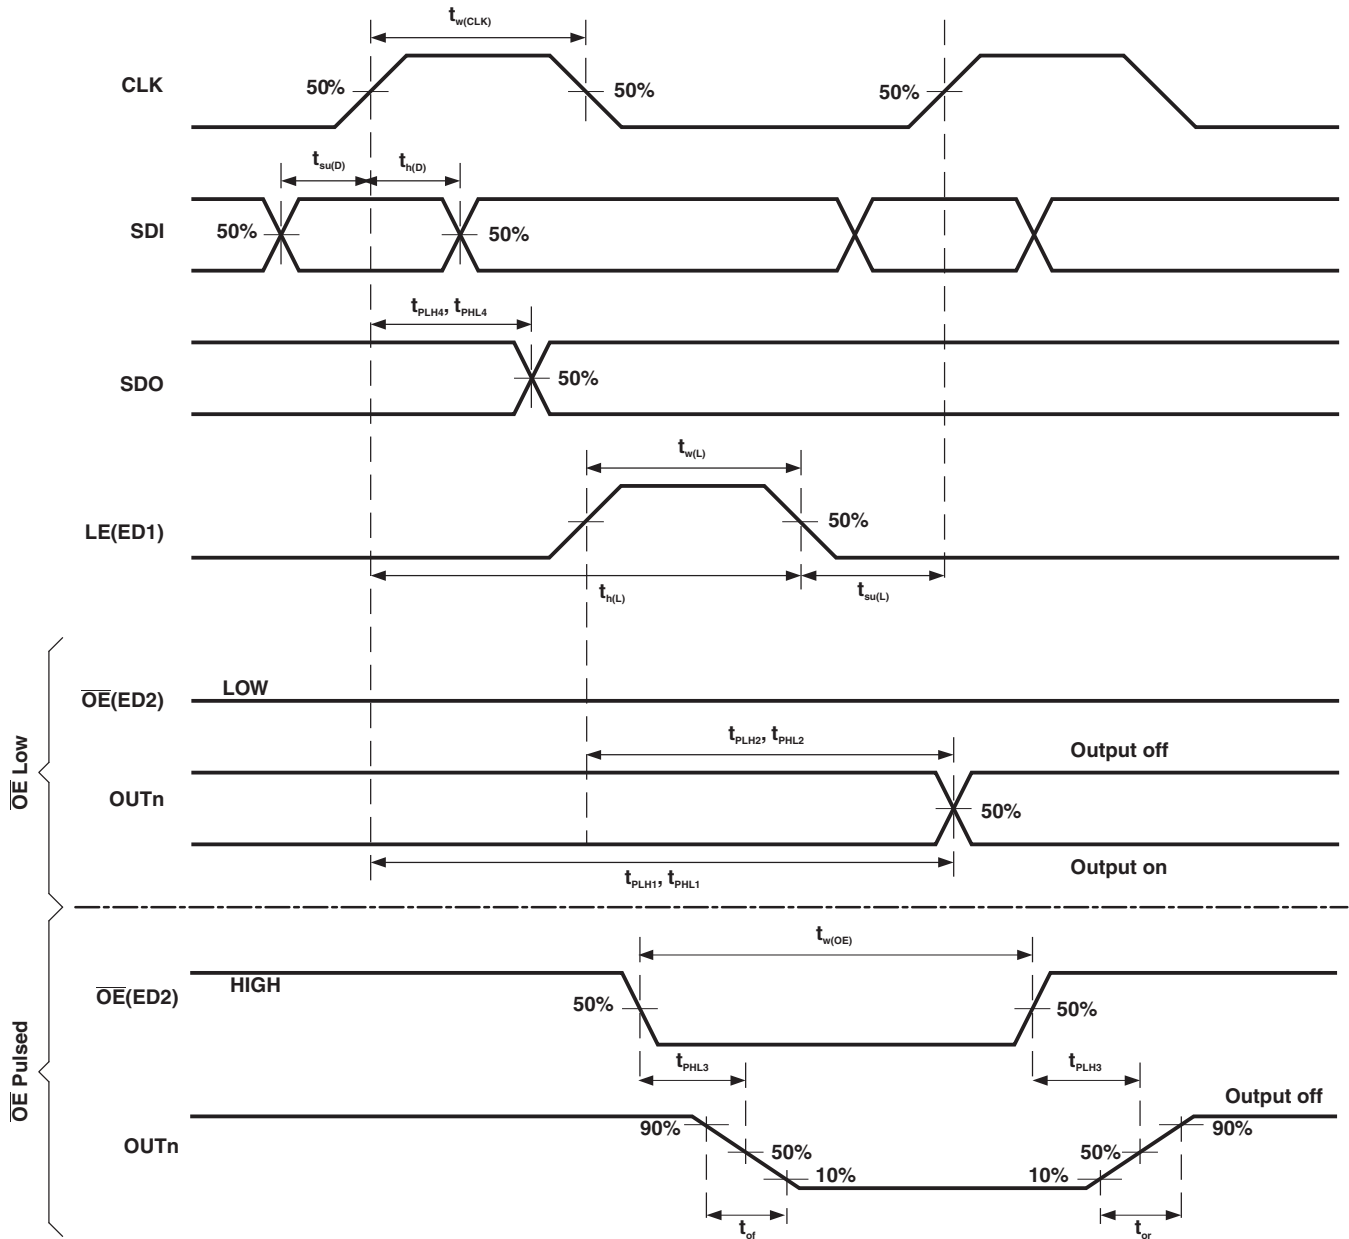 tw(CLK)
CLK
50%
50%
50%
tsu(D)
th(D)
SDI
50%
50%
tPLH4, tPHL4
SDO
50%
tw(L)
LE(ED1)
50%
th(L)
tsu(L)
OE Low
OE(ED2)
LOW
tPLH2, tPHL2
Output off
OUTn
50%
Output on
tPLH1, tPHL1
OE Pulsed
tw(OE)
OE(ED2)
HIGH
50%
50%
tPHL3
tPLH3
Output off
OUTn
90%
50%
10%
10%
50%
90%
tof
tor